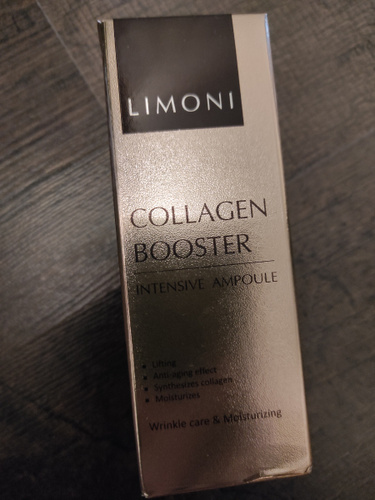 LIMONI
COLLAGEN
BOOSTER
INTENSIVE AMPOULE
• Lifting
• Anti-aging effect
• Synthesizes collagen
• Moisturizes
Wrinkle care & Moisturizing